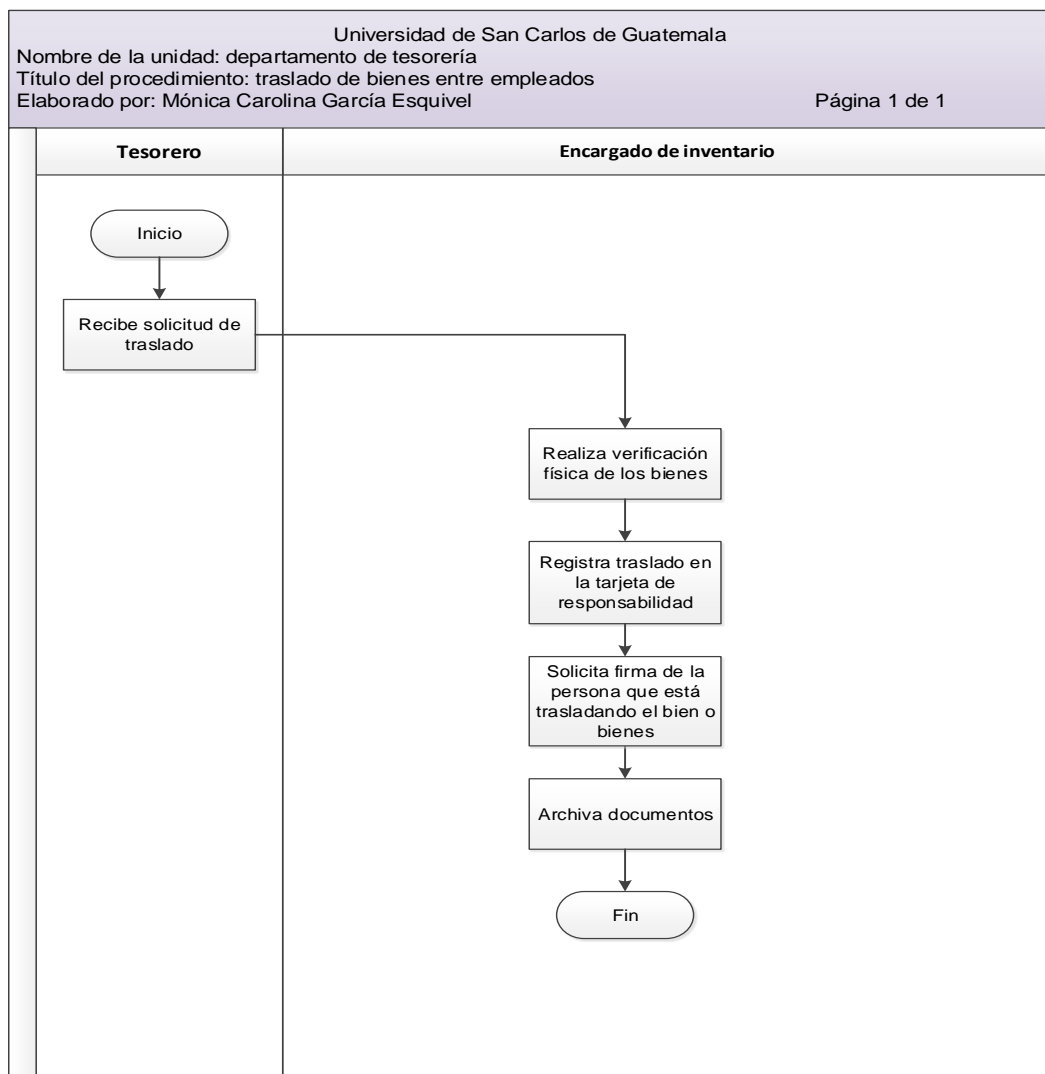 Universidad de San Carlos de Guatemala
Nombre de la unidad: departamento de tesorería
Título del procedimiento: traslado de bienes entre empleados
Elaborado por: Mónica Carolina García Esquivel Página 1 de 1
Tesorero Encargado de inventario
Inicio
Recibe solicitud de
traslado
Realiza verificación
física de los bienes
Registra traslado en
la tarjeta de
responsabilidad
Solicita firma de la
persona que está
trasladando el bien o
bienes
Archiva documentos
Fin